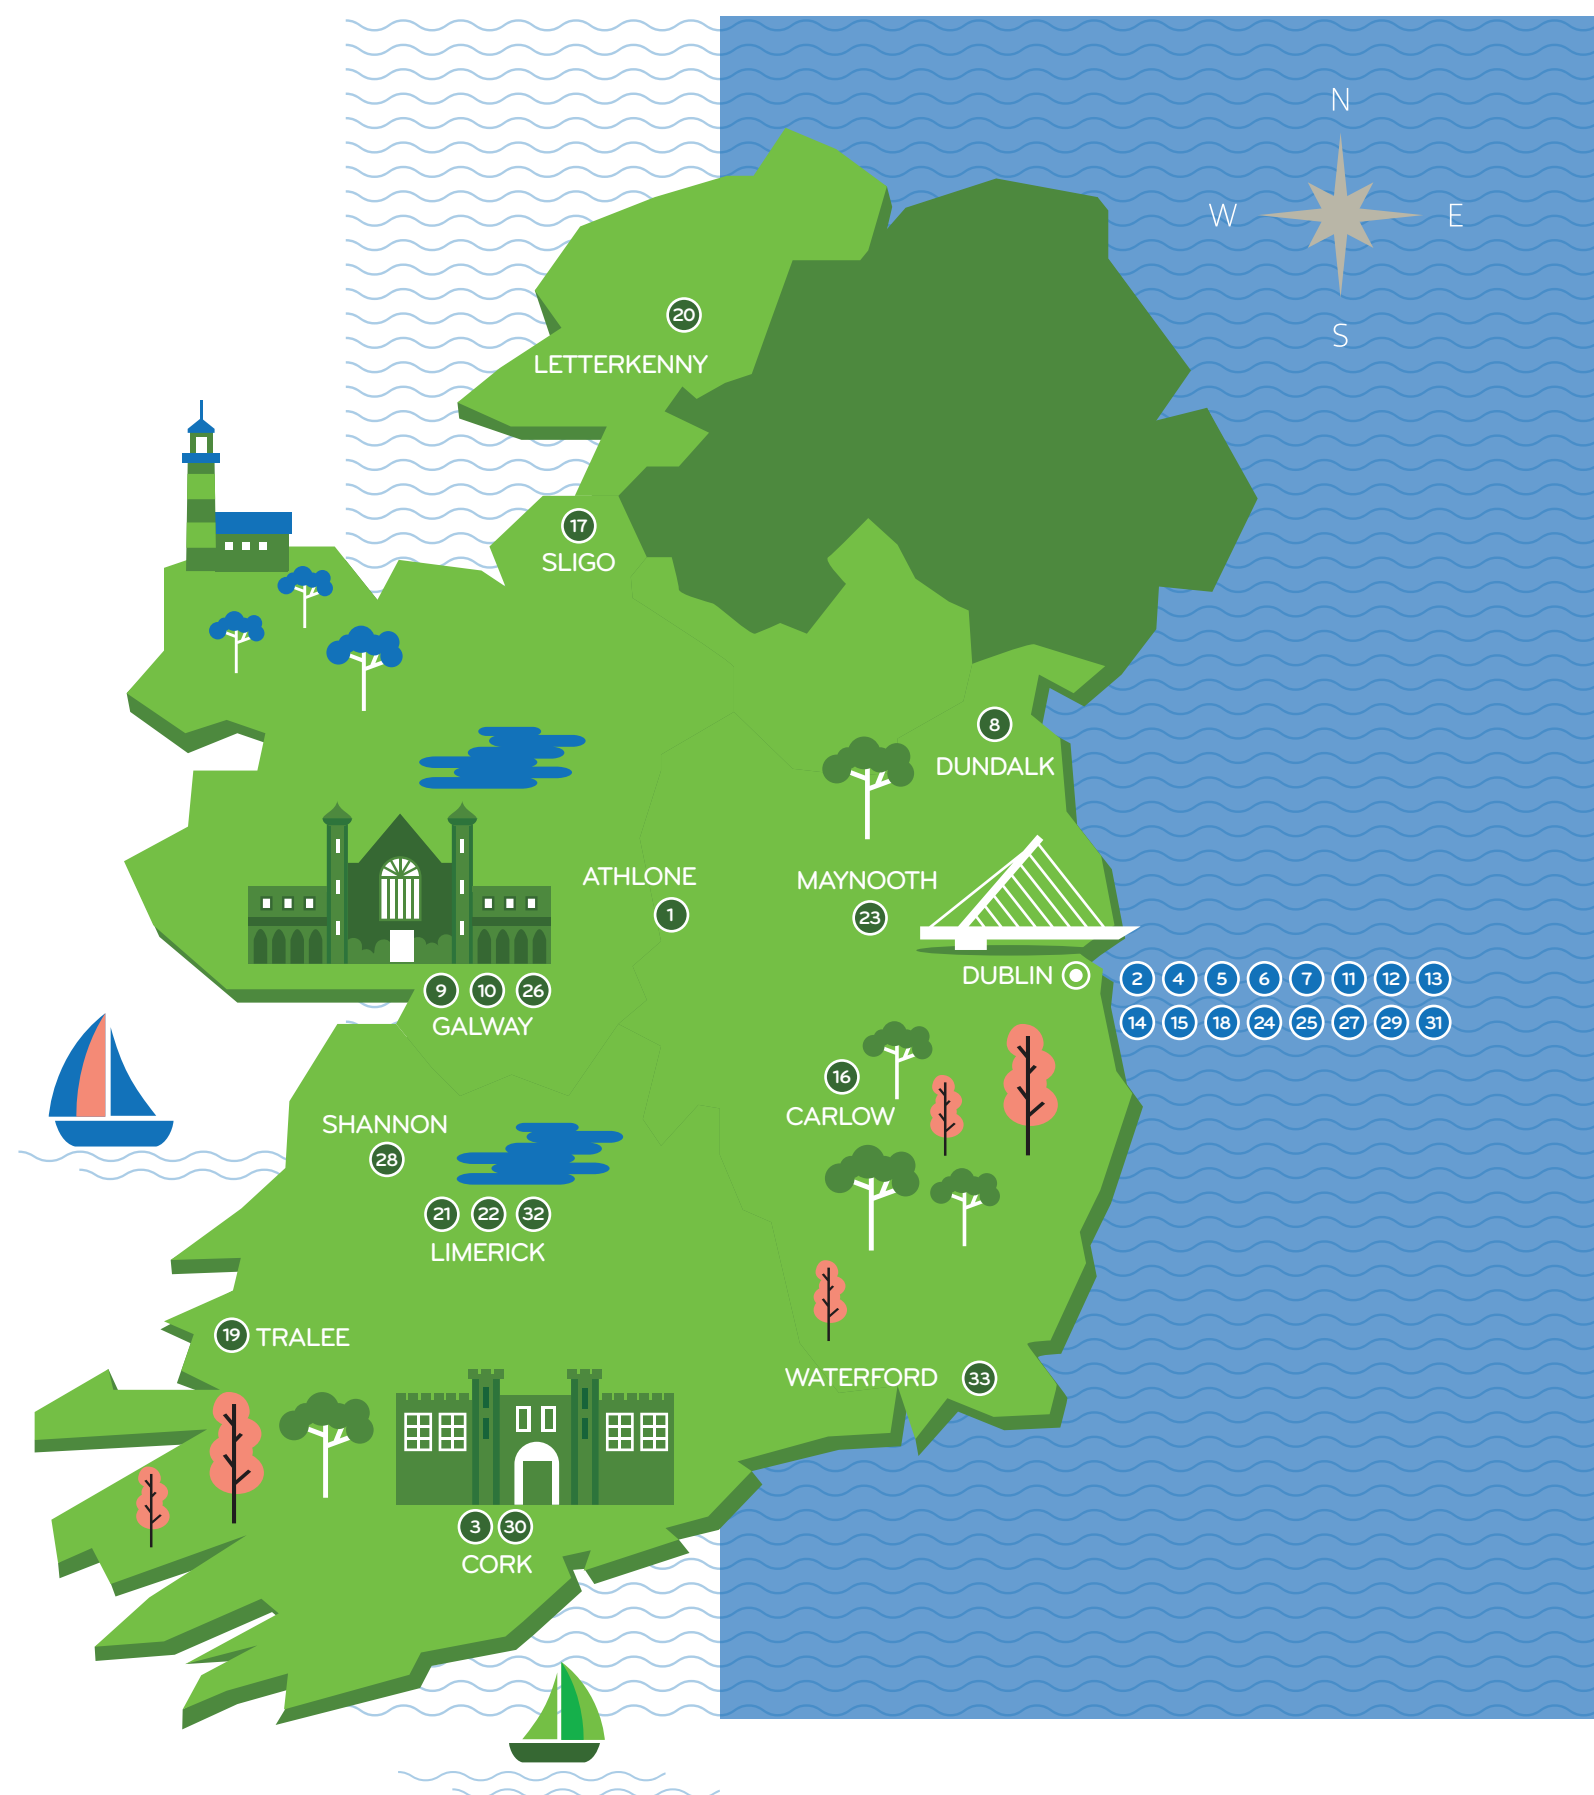 N
W E
S
20
LETTERKENNY
17
SLIGO
8
DUNDALK
ATHLONE
1
MAYNOOTH
23
DUBLIN
2 4 5 6 7 11 12 13
14 15 18 24 25 27 29 31
9 10 26
GALWAY
16
CARLOW
SHANNON
28
21 22 32
LIMERICK
19 TRALEE
WATERFORD 33
3 30
CORK